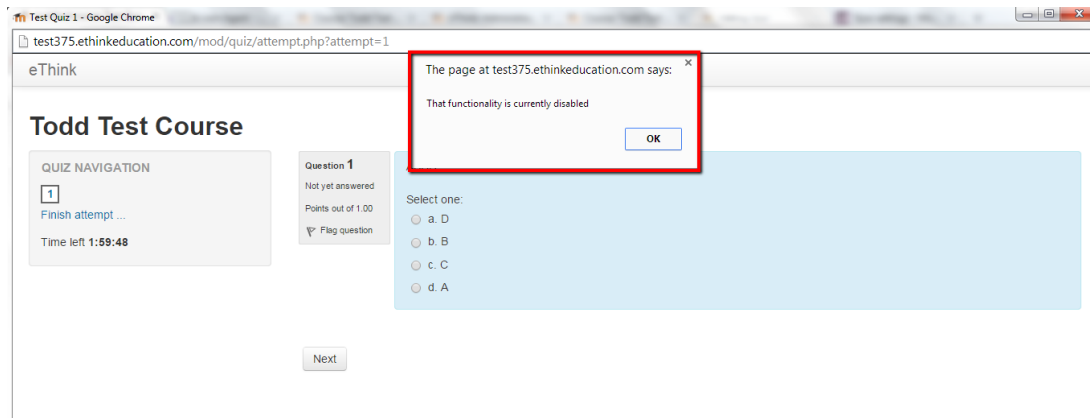 Test Quiz 1 - Google Chrome
test375.ethinkeducation.com/mod/quiz/attempt.php?attempt=1
eThink
The page at test375.ethinkeducation.com says:
That functionality is currently disabled
OK
Todd Test Course
QUIZ NAVIGATION
1
Finish attempt ...
Time left 1:59:48
Question 1
Not yet answered
Points out of 1.00
Flag question
Select one:
a. D
b. B
c. C
d. A
Next